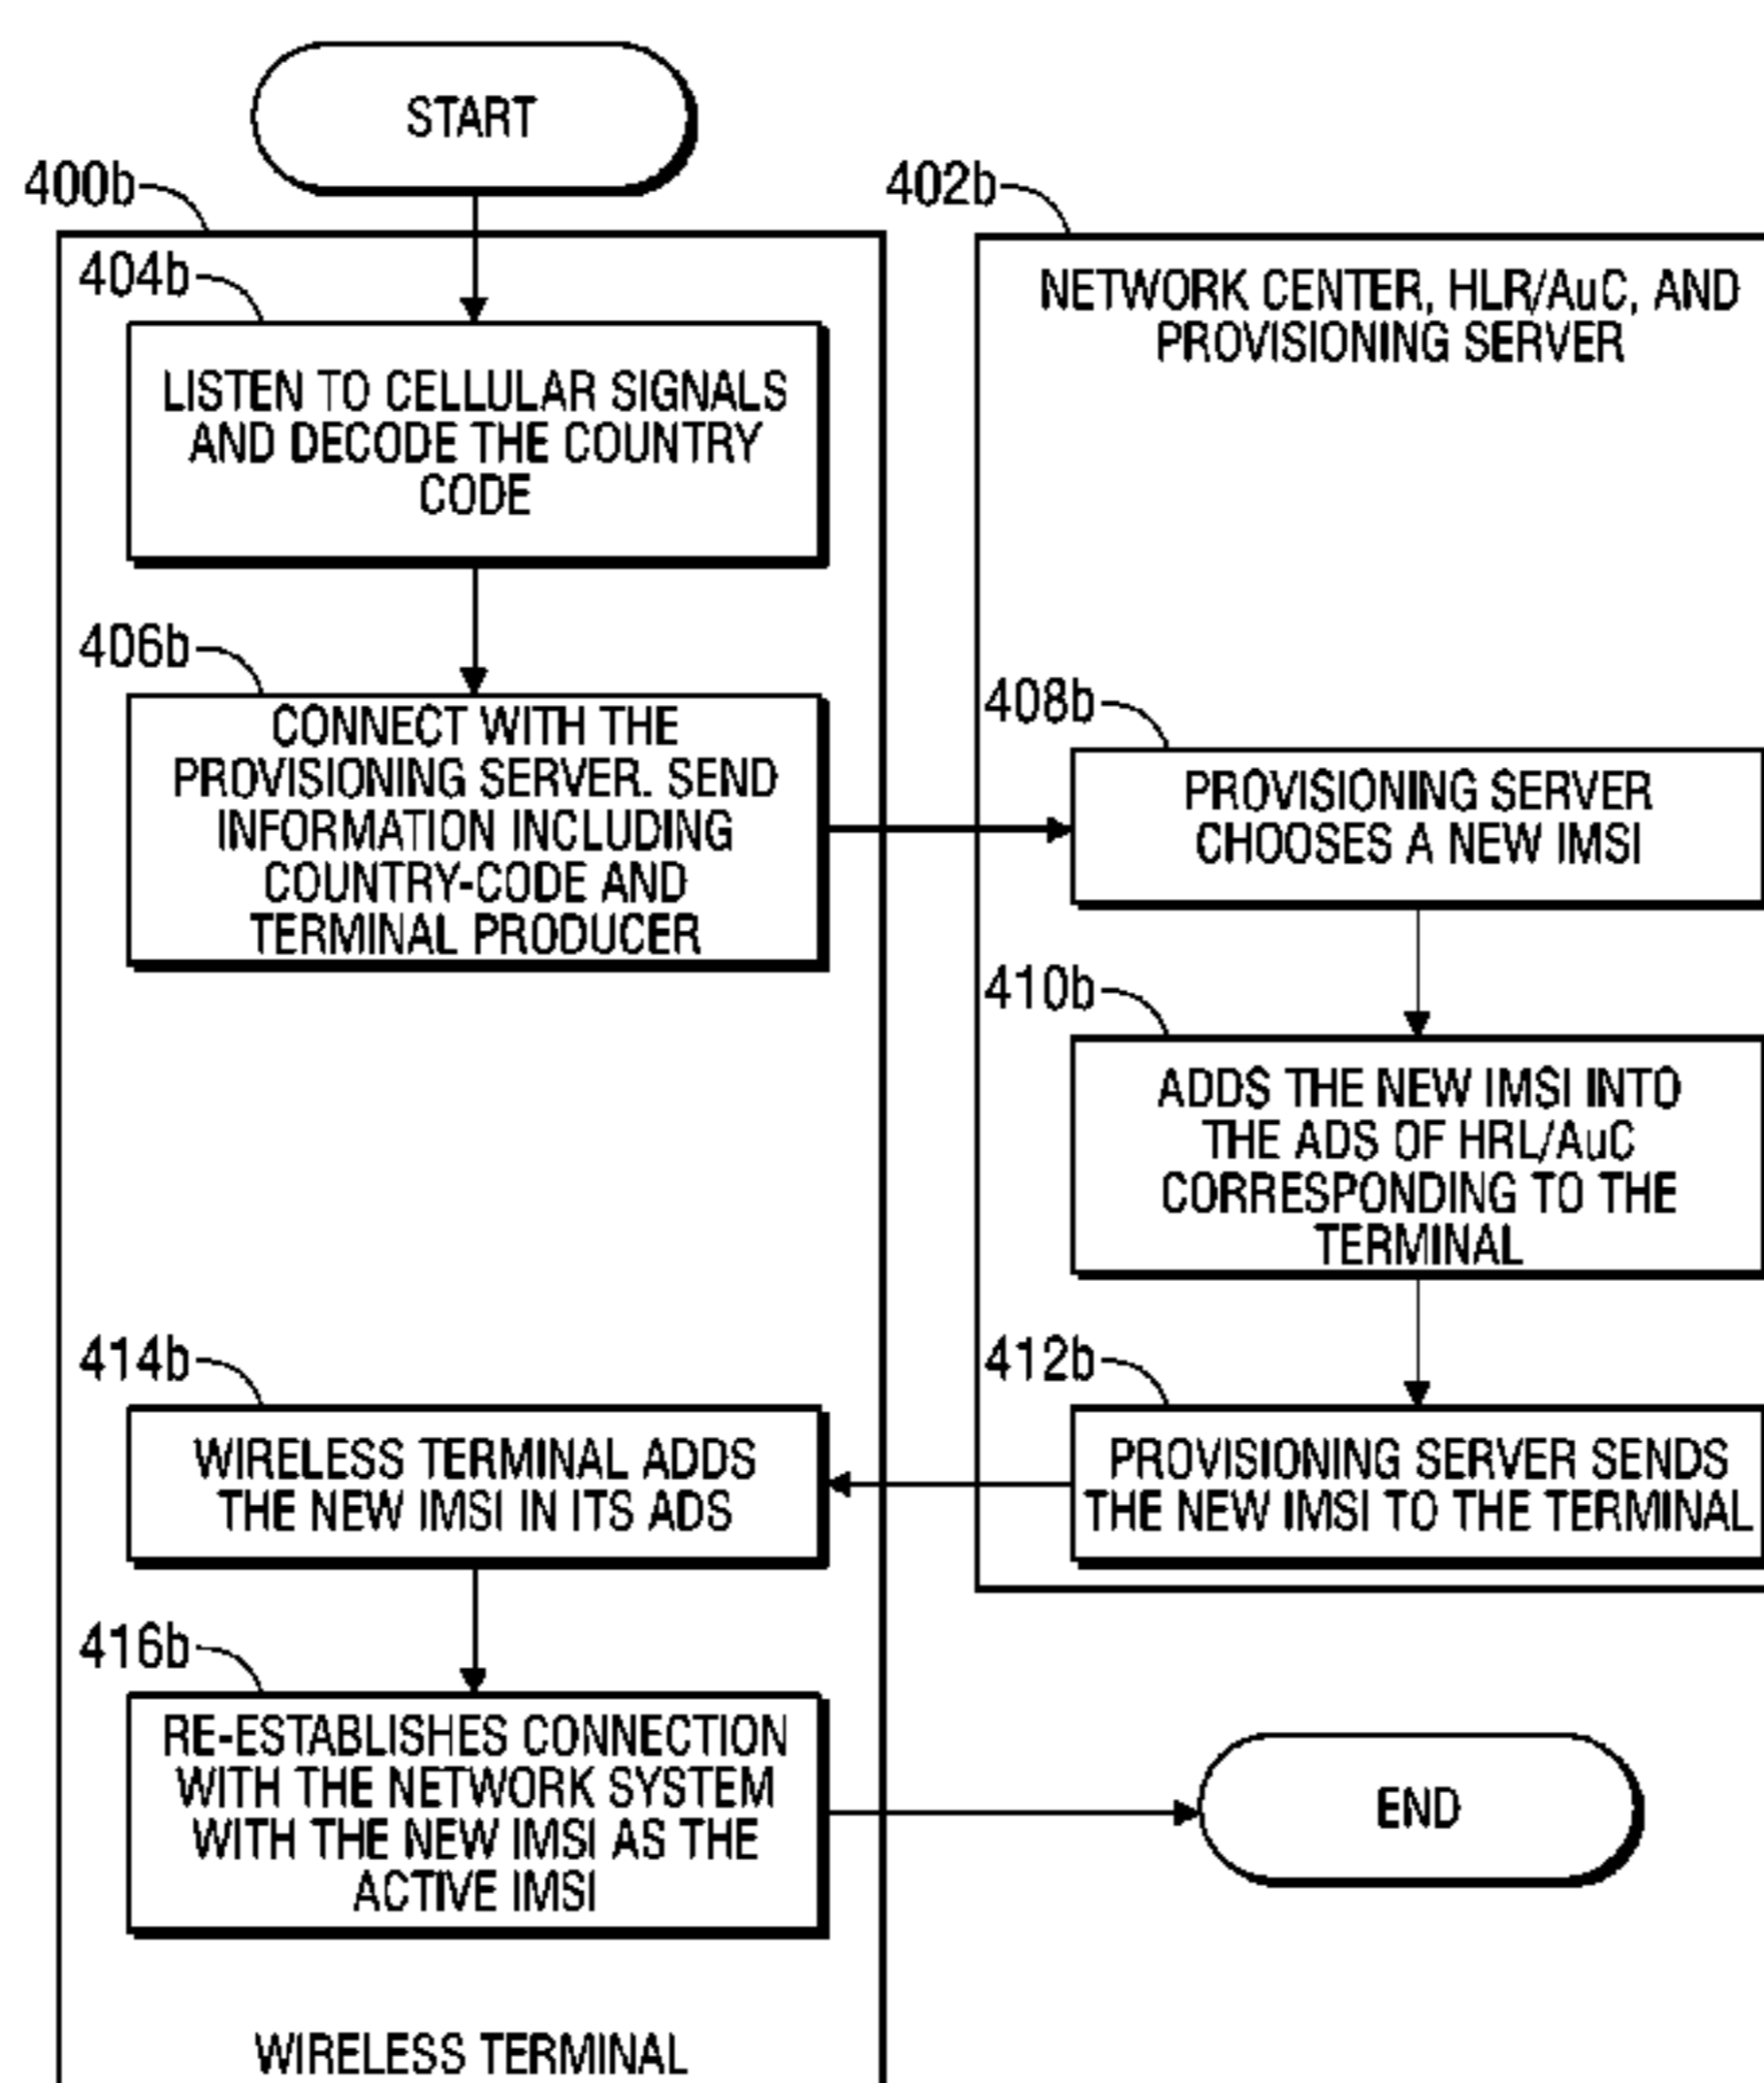 START
400b
404b
LISTEN TO CELLULAR SIGNALS
AND DECODE THE COUNTRY
CODE
406b
CONNECT WITH THE
PROVISIONING SERVER. SEND
INFORMATION INCLUDING
COUNTRY-CODE AND
TERMINAL PRODUCER
402b
NETWORK CENTER, HLR/AuC, AND
PROVISIONING SERVER
408b
PROVISIONING SERVER
CHOOSES A NEW IMSI
410b
ADDS THE NEW IMSI INTO
THE ADS OF HRL/AuC
CORRESPONDING TO THE
TERMINAL
412b
PROVISIONING SERVER SENDS
THE NEW IMSI TO THE TERMINAL
414b
WIRELESS TERMINAL ADDS
THE NEW IMSI IN ITS ADS
416b
RE-ESTABLISHES CONNECTION
WITH THE NETWORK SYSTEM
WITH THE NEW IMSI AS THE
ACTIVE IMSI
END
WIRELESS TERMINAL